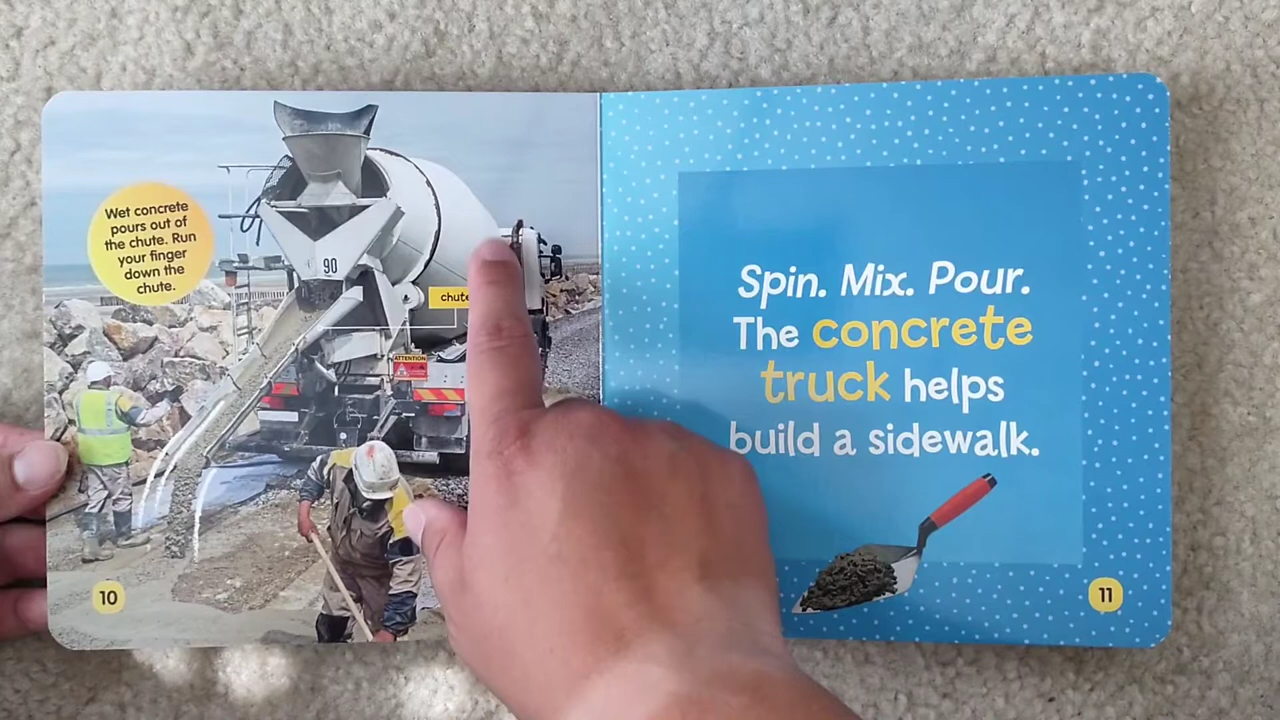 Wet concrete
pours out of
the chute. Run
your finger
down the
chute.
90
chute
ATTENTION
10
Spin. Mix. Pour.
The concrete
truck helps
build a sidewalk.
11